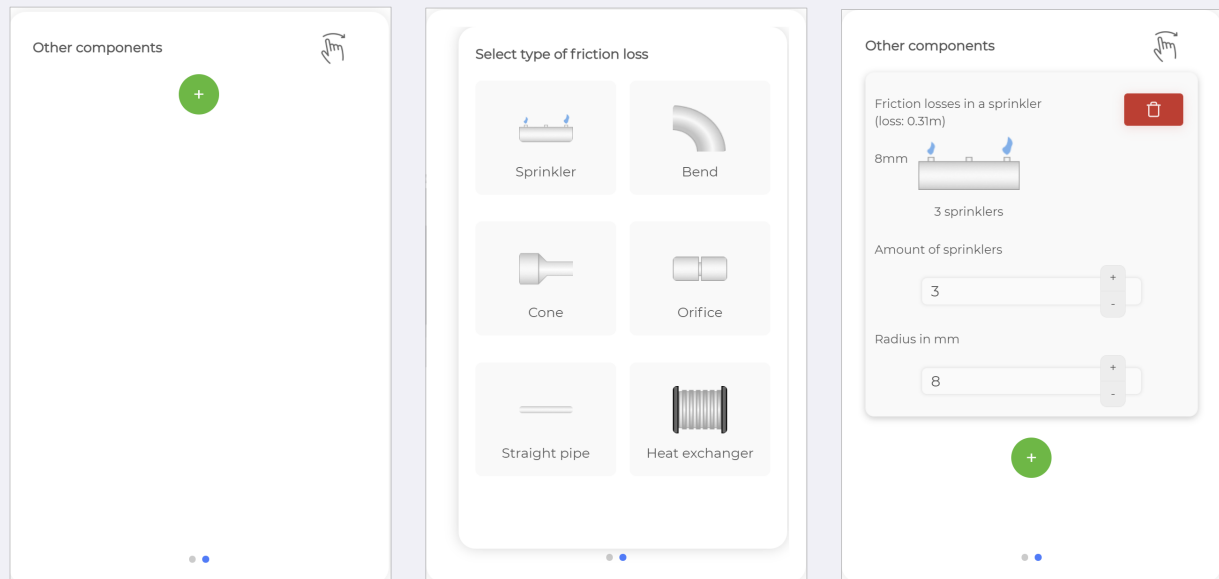 Other components
+
Select type of friction loss
Sprinkler
Bend
Cone
Orifice
Straight pipe
Heat exchanger
Other components
Friction losses in a sprinkler
(loss: 0.31m)
8mm
3 sprinklers
Amount of sprinklers
3
+
-
Radius in mm
8
+
-
+